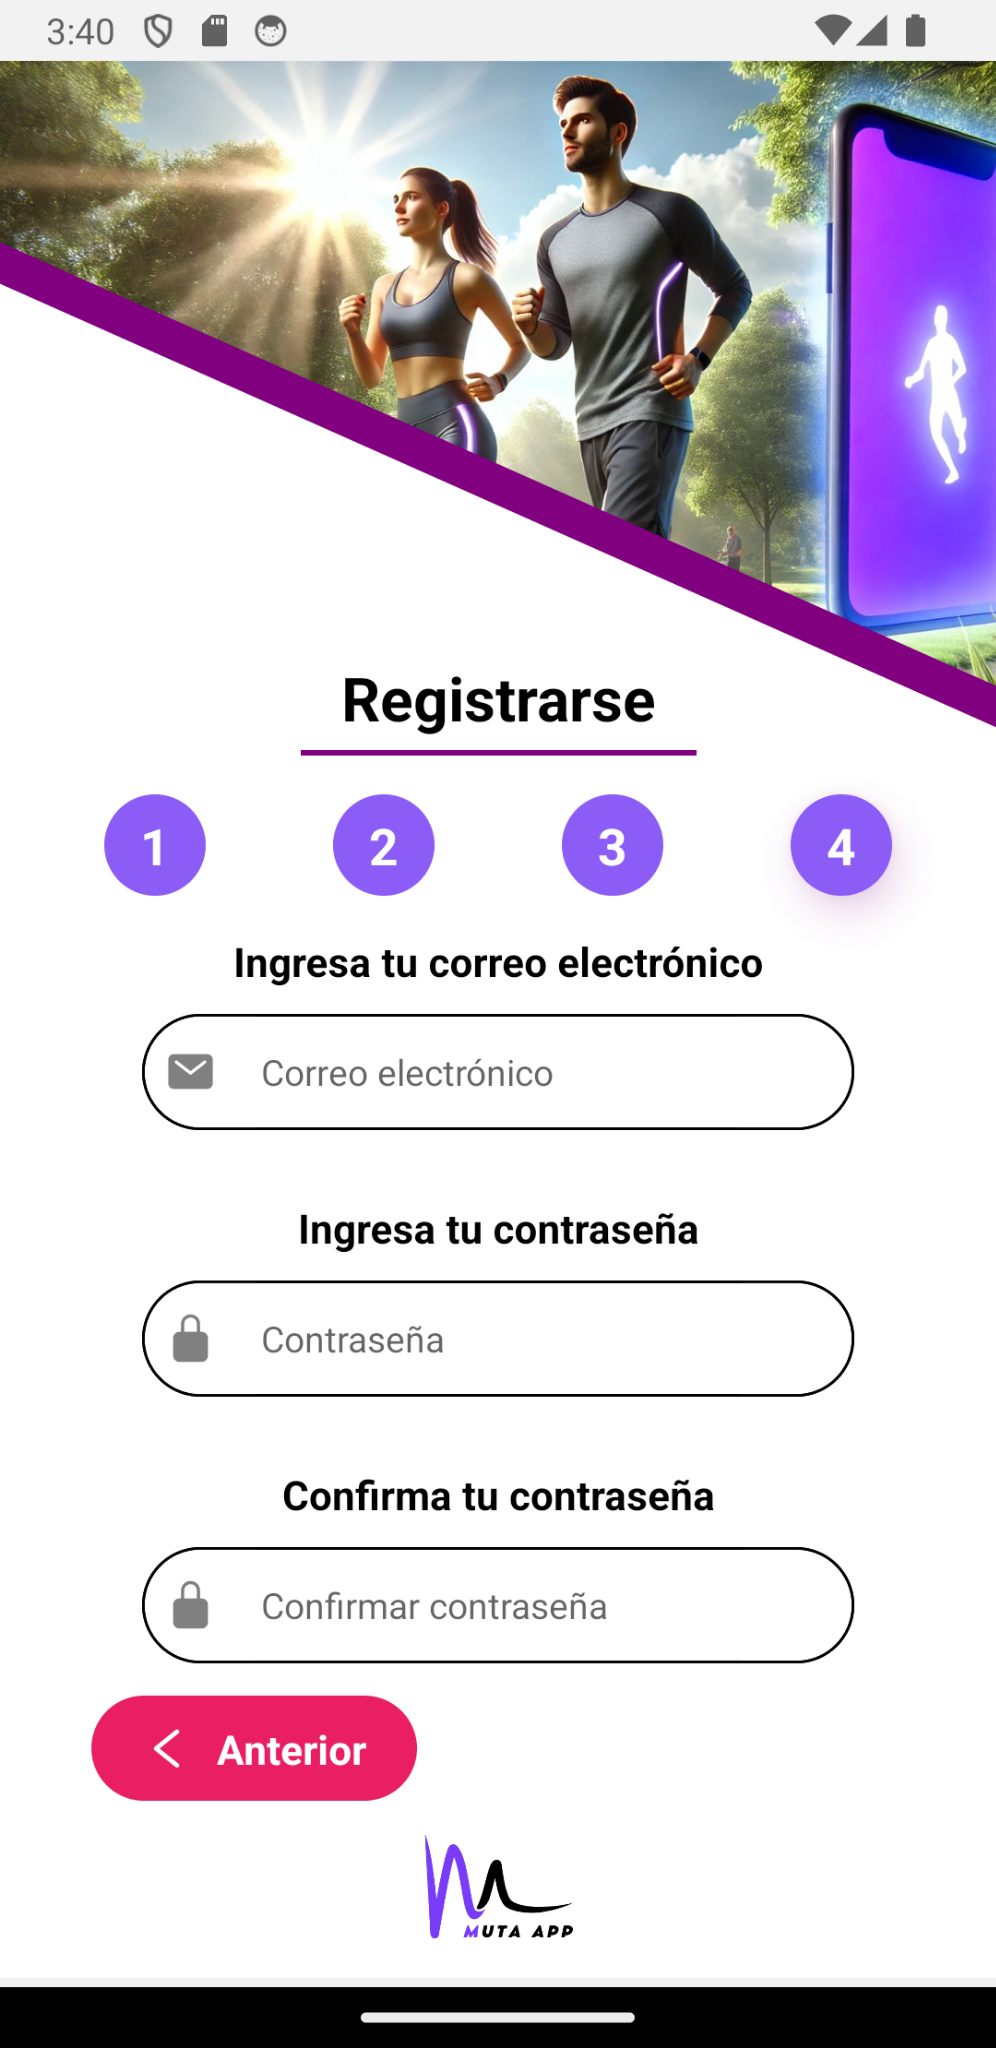 3:40
Registrarse
1 2 3 4
Ingresa tu correo electrónico
Correo electrónico
Ingresa tu contraseña
Contraseña
Confirma tu contraseña
Confirmar contraseña
Anterior
MUTA APP